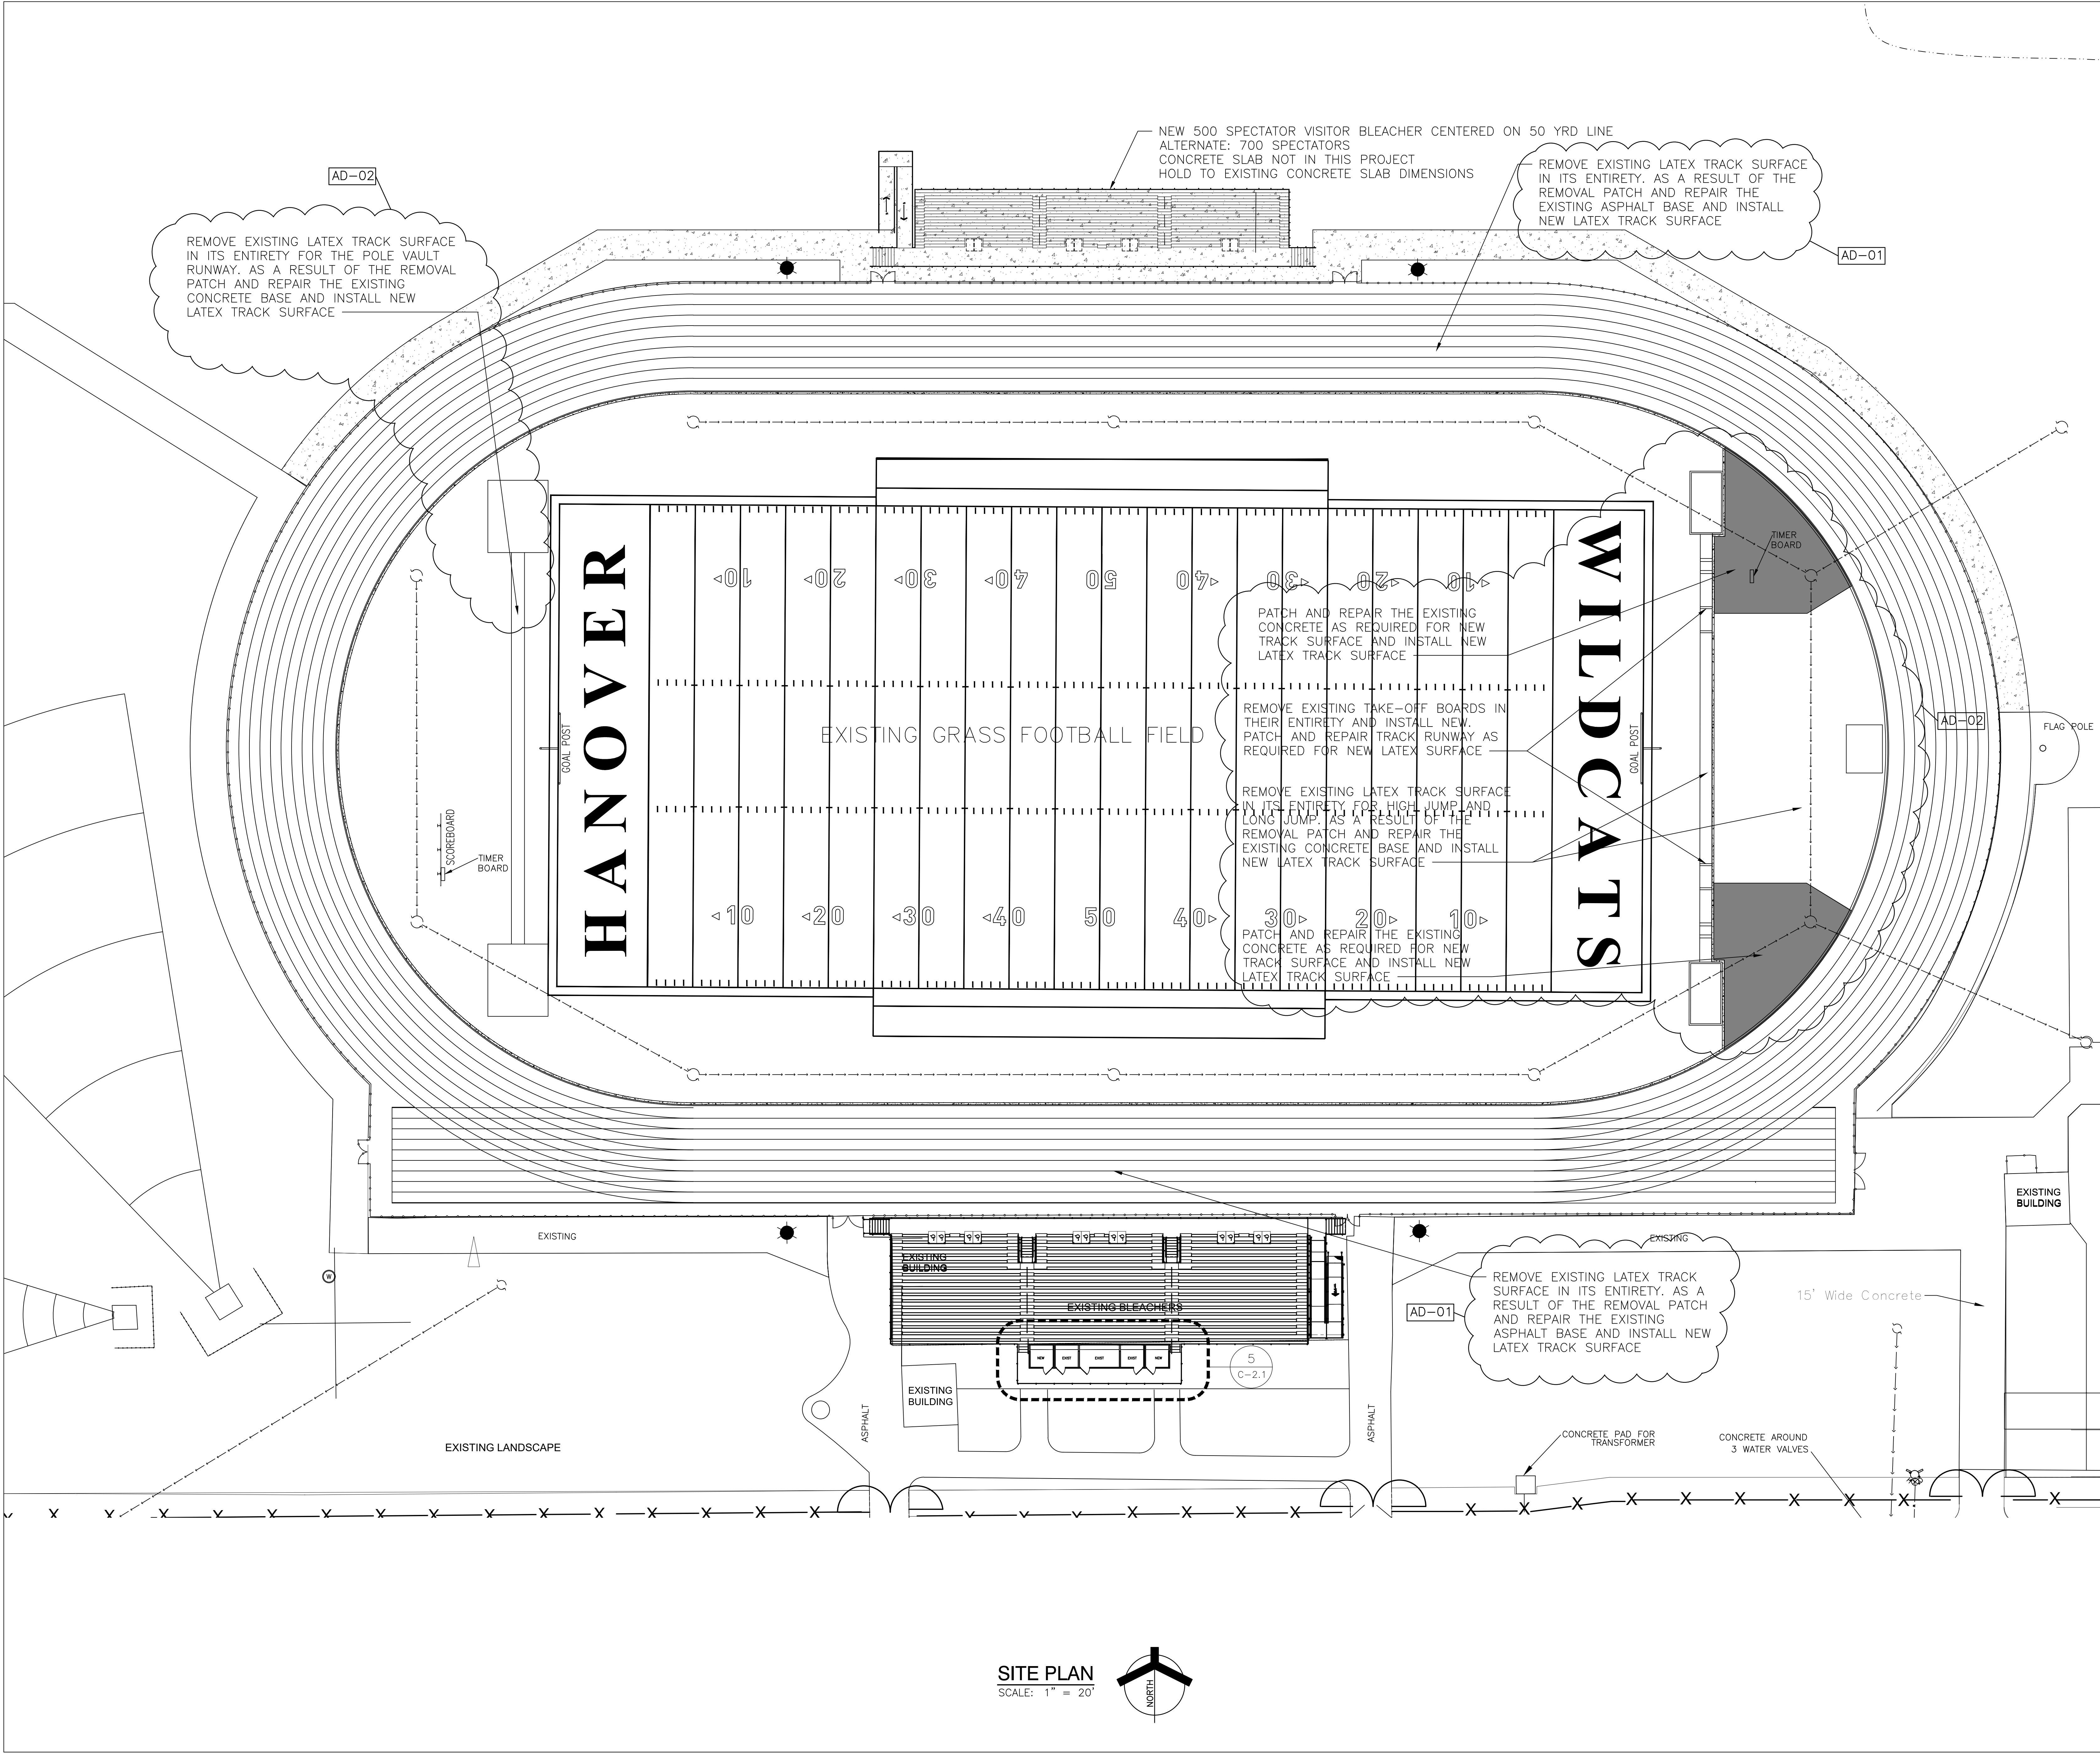 NEW 500 SPECTATOR VISITOR BLEACHER CENTERED ON 50 YRD LINE
ALTERNATE: 700 SPECTATORS
CONCRETE SLAB NOT IN THIS PROJECT
HOLD TO EXISTING CONCRETE SLAB DIMENSIONS
REMOVE EXISTING LATEX TRACK SURFACE
IN ITS ENTIRETY. AS A RESULT OF THE
REMOVAL PATCH AND REPAIR THE
EXISTING ASPHALT BASE AND INSTALL
NEW LATEX TRACK SURFACE
AD-01
AD-02
REMOVE EXISTING LATEX TRACK SURFACE
IN ITS ENTIRETY FOR THE POLE VAULT
RUNWAY. AS A RESULT OF THE REMOVAL
PATCH AND REPAIR THE EXISTING
CONCRETE BASE AND INSTALL NEW
LATEX TRACK SURFACE
HANOVER
WILDCATS
10 20 30 40 50 40 30 20 10
TIMER
BOARD
PATCH AND REPAIR THE EXISTING
CONCRETE AS REQUIRED FOR NEW
TRACK SURFACE AND INSTALL NEW
LATEX TRACK SURFACE
EXISTING GRASS FOOTBALL FIELD
GOAL POST
GOAL POST
REMOVE EXISTING TAKE-OFF BOARDS IN
THEIR ENTIRETY AND INSTALL NEW.
PATCH AND REPAIR TRACK RUNWAY AS
REQUIRED FOR NEW LATEX SURFACE
AD-02
FLAG POLE
REMOVE EXISTING LATEX TRACK SURFACE
IN ITS ENTIRETY FOR HIGH JUMP AND
LONG JUMP. AS A RESULT OF THE
REMOVAL PATCH AND REPAIR THE
EXISTING CONCRETE BASE AND INSTALL
NEW LATEX TRACK SURFACE
SCOREBOARD
TIMER
BOARD
10 20 30 40 50 40 30 20 10
PATCH AND REPAIR THE EXISTING
CONCRETE AS REQUIRED FOR NEW
TRACK SURFACE AND INSTALL NEW
LATEX TRACK SURFACE
EXISTING
BUILDING
EXISTING
EXISTING
W
EXISTING
BUILDING
EXISTING BLEACHERS
REMOVE EXISTING LATEX TRACK
SURFACE IN ITS ENTIRETY. AS A
RESULT OF THE REMOVAL PATCH
AND REPAIR THE EXISTING
ASPHALT BASE AND INSTALL NEW
LATEX TRACK SURFACE
AD-01
15' Wide Concrete
NEW EXIST EXIST EXIST NEW
5
C-2.1
EXISTING
BUILDING
ASPHALT
ASPHALT
EXISTING LANDSCAPE
CONCRETE PAD FOR
TRANSFORMER
CONCRETE AROUND
3 WATER VALVES
X X X X X X X X X X X X X X X X X X X X X X X X X X X X X X
SITE PLAN
SCALE: 1" = 20'
NORTH